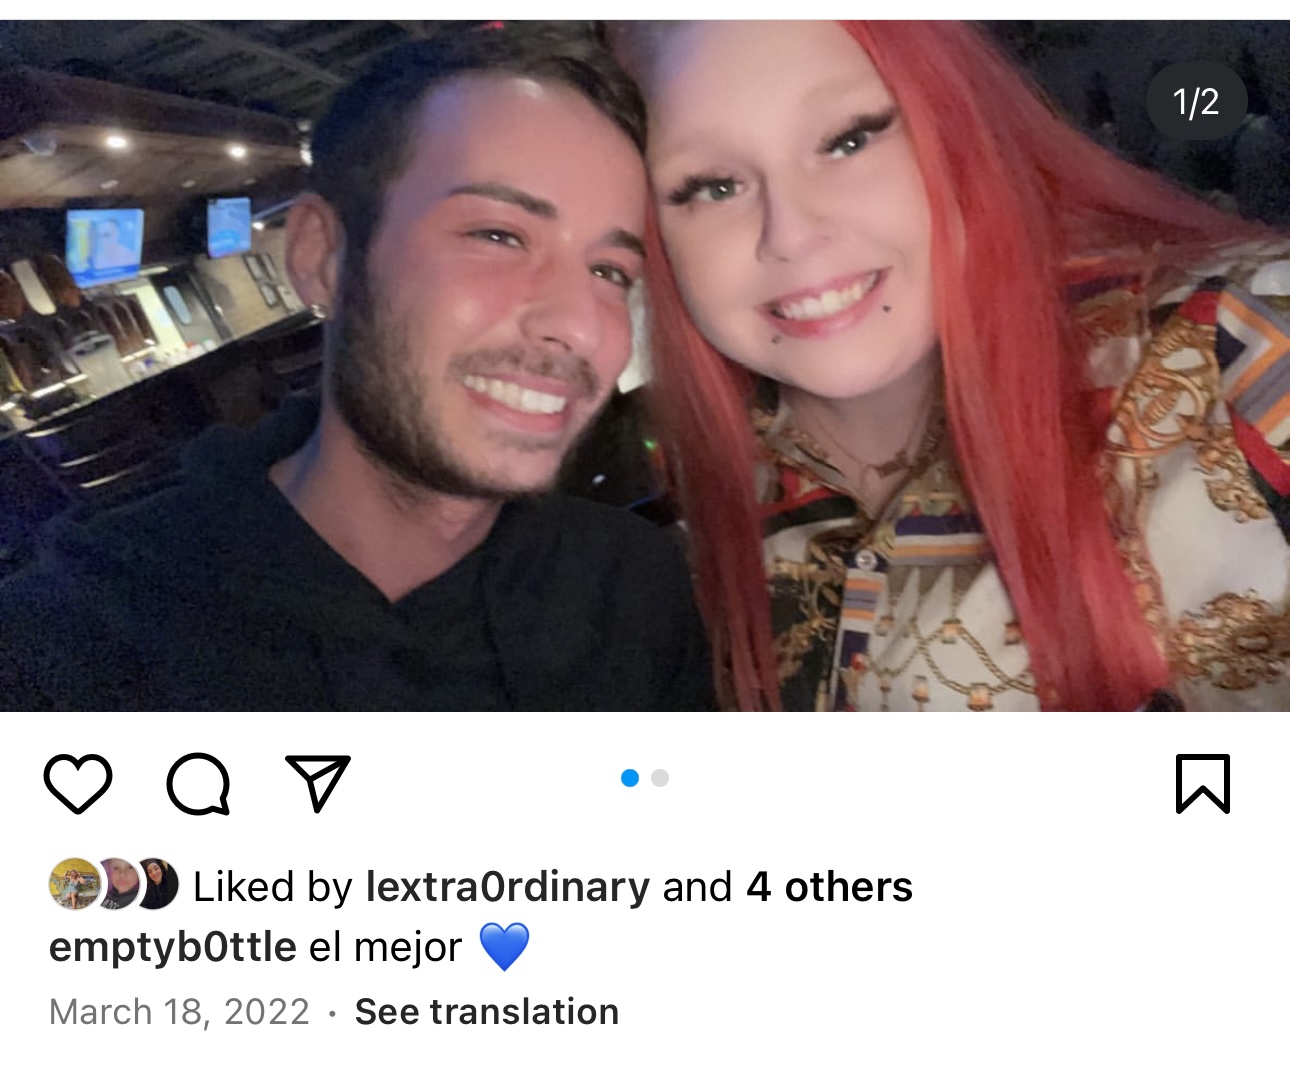 1/2
Liked by lextra0rdinary and 4 others
emptyb0ttle el mejor 💙
March 18, 2022 · See translation